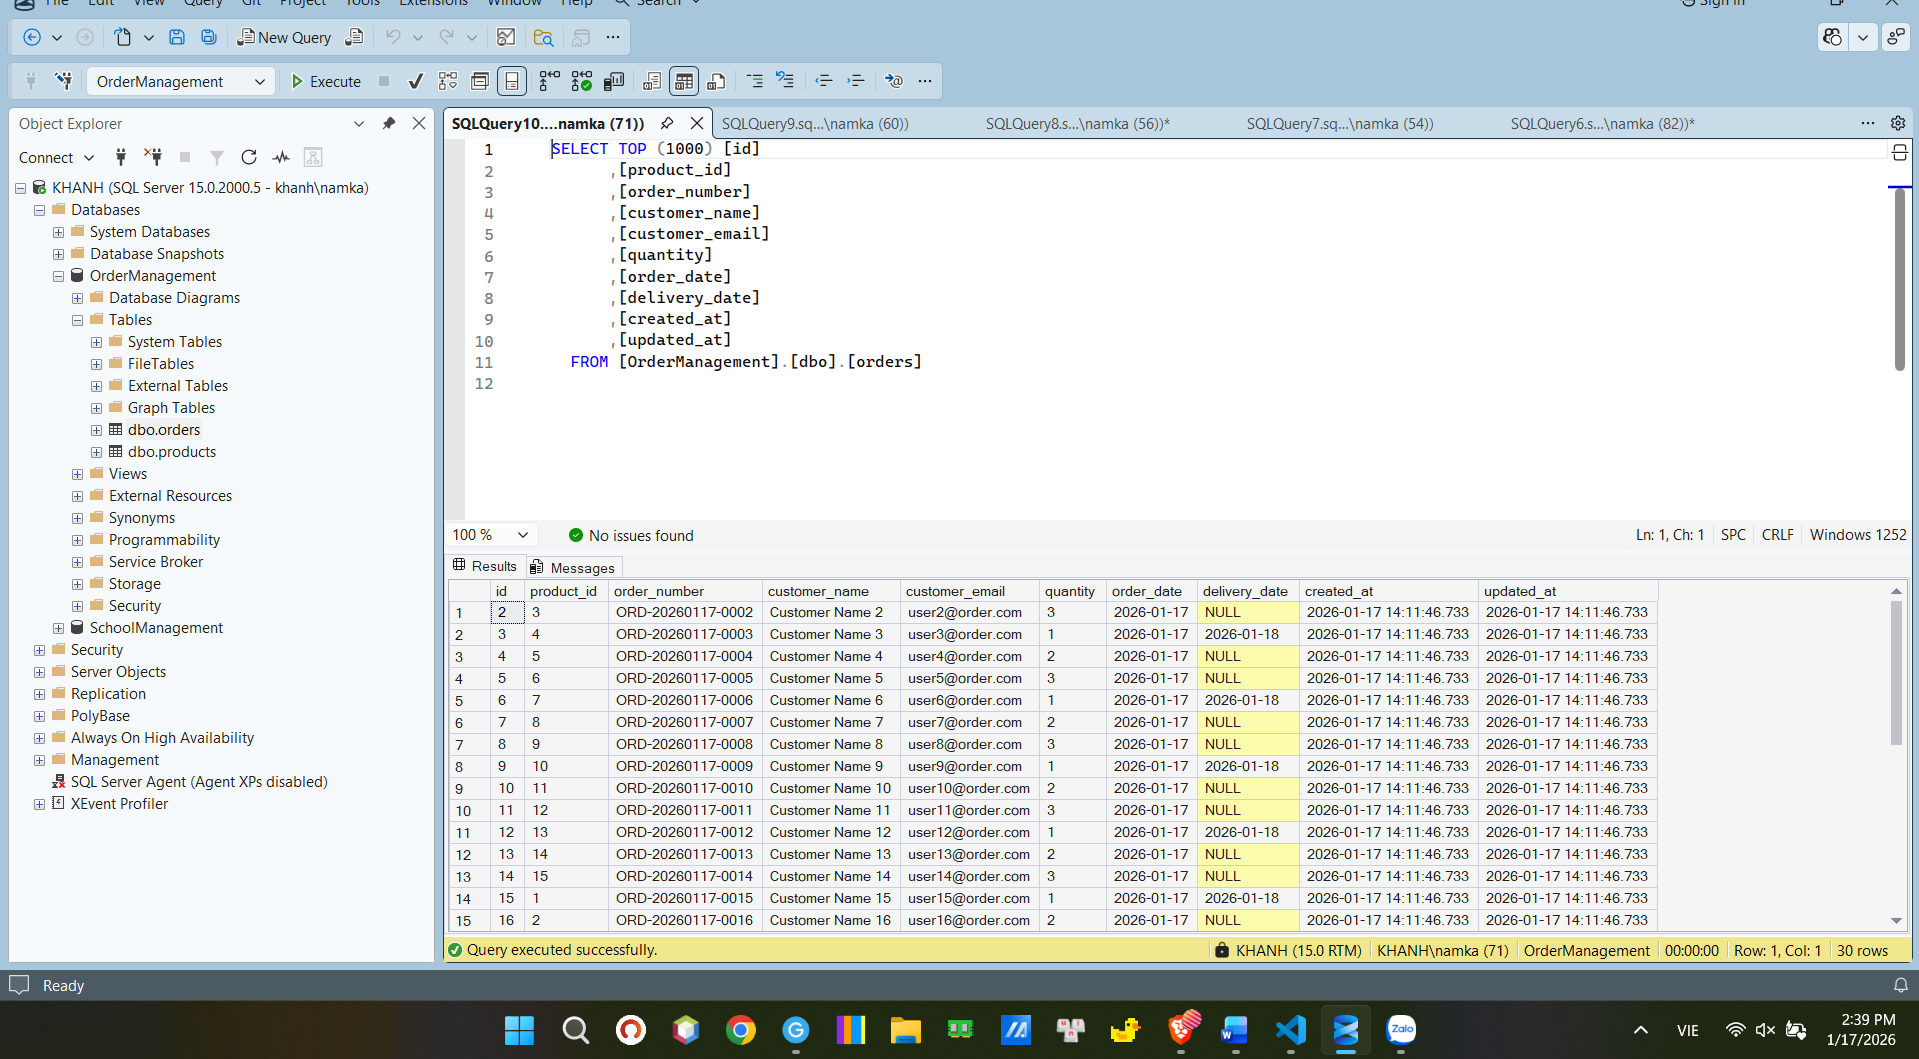 File Edit View Query Git Project Tools Extensions Window Help Search Sign in
New Query
OrderManagement Execute
Object Explorer
Connect
KHANH (SQL Server 15.0.2000.5 - khanh\namka)
Databases
System Databases
Database Snapshots
OrderManagement
Database Diagrams
Tables
System Tables
FileTables
External Tables
Graph Tables
dbo.orders
dbo.products
Views
External Resources
Synonyms
Programmability
Service Broker
Storage
Security
SchoolManagement
Security
Server Objects
Replication
PolyBase
Always On High Availability
Management
SQL Server Agent (Agent XPs disabled)
XEvent Profiler
SQLQuery10....namka (71)) SQLQuery9.sq...\namka (60)) SQLQuery8.s...\namka (56))* SQLQuery7.sq...\namka (54)) SQLQuery6.s...\namka (82))*
1 SELECT TOP (1000) [id]
2 ,[product_id]
3 ,[order_number]
4 ,[customer_name]
5 ,[customer_email]
6 ,[quantity]
7 ,[order_date]
8 ,[delivery_date]
9 ,[created_at]
10 ,[updated_at]
11 FROM [OrderManagement].[dbo].[orders]
12
100 % No issues found Ln: 1, Ch: 1 SPC CRLF Windows 1252
Results Messages
id product_id order_number customer_name customer_email quantity order_date delivery_date created_at updated_at
1 2 3 ORD-20260117-0002 Customer Name 2 user2@order.com 3 2026-01-17 NULL 2026-01-17 14:11:46.733 2026-01-17 14:11:46.733
2 3 4 ORD-20260117-0003 Customer Name 3 user3@order.com 1 2026-01-17 2026-01-18 2026-01-17 14:11:46.733 2026-01-17 14:11:46.733
3 4 5 ORD-20260117-0004 Customer Name 4 user4@order.com 2 2026-01-17 NULL 2026-01-17 14:11:46.733 2026-01-17 14:11:46.733
4 5 6 ORD-20260117-0005 Customer Name 5 user5@order.com 3 2026-01-17 NULL 2026-01-17 14:11:46.733 2026-01-17 14:11:46.733
5 6 7 ORD-20260117-0006 Customer Name 6 user6@order.com 1 2026-01-17 2026-01-18 2026-01-17 14:11:46.733 2026-01-17 14:11:46.733
6 7 8 ORD-20260117-0007 Customer Name 7 user7@order.com 2 2026-01-17 NULL 2026-01-17 14:11:46.733 2026-01-17 14:11:46.733
7 8 9 ORD-20260117-0008 Customer Name 8 user8@order.com 3 2026-01-17 NULL 2026-01-17 14:11:46.733 2026-01-17 14:11:46.733
8 9 10 ORD-20260117-0009 Customer Name 9 user9@order.com 1 2026-01-17 2026-01-18 2026-01-17 14:11:46.733 2026-01-17 14:11:46.733
9 10 11 ORD-20260117-0010 Customer Name 10 user10@order.com 2 2026-01-17 NULL 2026-01-17 14:11:46.733 2026-01-17 14:11:46.733
10 11 12 ORD-20260117-0011 Customer Name 11 user11@order.com 3 2026-01-17 NULL 2026-01-17 14:11:46.733 2026-01-17 14:11:46.733
11 12 13 ORD-20260117-0012 Customer Name 12 user12@order.com 1 2026-01-17 2026-01-18 2026-01-17 14:11:46.733 2026-01-17 14:11:46.733
12 13 14 ORD-20260117-0013 Customer Name 13 user13@order.com 2 2026-01-17 NULL 2026-01-17 14:11:46.733 2026-01-17 14:11:46.733
13 14 15 ORD-20260117-0014 Customer Name 14 user14@order.com 3 2026-01-17 NULL 2026-01-17 14:11:46.733 2026-01-17 14:11:46.733
14 15 1 ORD-20260117-0015 Customer Name 15 user15@order.com 1 2026-01-17 2026-01-18 2026-01-17 14:11:46.733 2026-01-17 14:11:46.733
15 16 2 ORD-20260117-0016 Customer Name 16 user16@order.com 2 2026-01-17 NULL 2026-01-17 14:11:46.733 2026-01-17 14:11:46.733
Query executed successfully. KHANH (15.0 RTM) KHANH\namka (71) OrderManagement 00:00:00 Row: 1, Col: 1 30 rows
Ready
Zalo
VIE
2:39 PM
1/17/2026